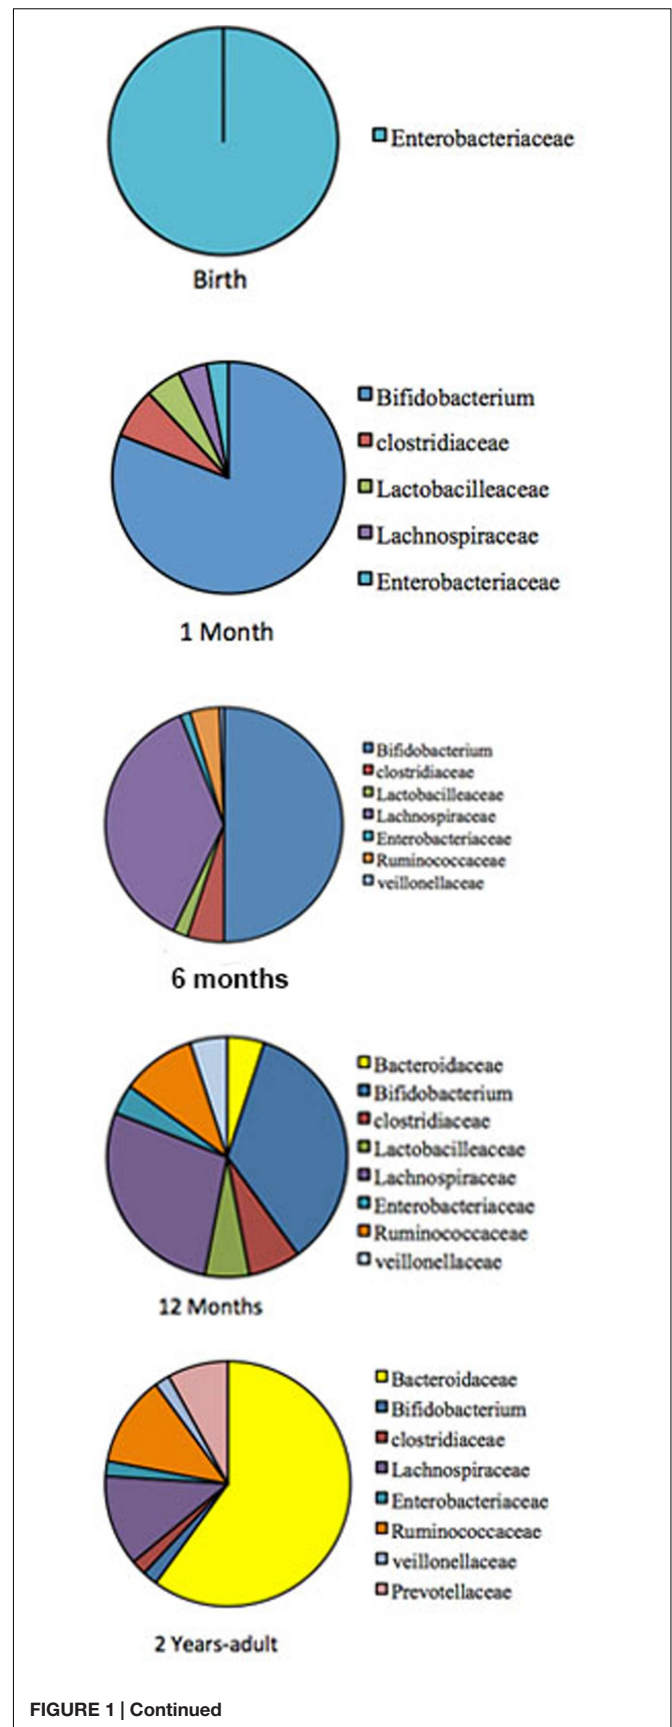 Enterobacteriaceae
Birth
Bifidobacterium
clostridiaceae
Lactobacilleaceae
Lachnospiraceae
Enterobacteriaceae
1 Month
Bifidobacterium
clostridiaceae
Lactobacilleaceae
Lachnospiraceae
Enterobacteriaceae
Ruminococcaceae
veillonellaceae
6 months
Bacteroidaceae
Bifidobacterium
clostridiaceae
Lactobacilleaceae
Lachnospiraceae
Enterobacteriaceae
Ruminococcaceae
veillonellaceae
12 Months
Bacteroidaceae
Bifidobacterium
clostridiaceae
Lachnospiraceae
Enterobacteriaceae
Ruminococcaceae
veillonellaceae
Prevotellaceae
2 Years-adult
FIGURE 1 | Continued